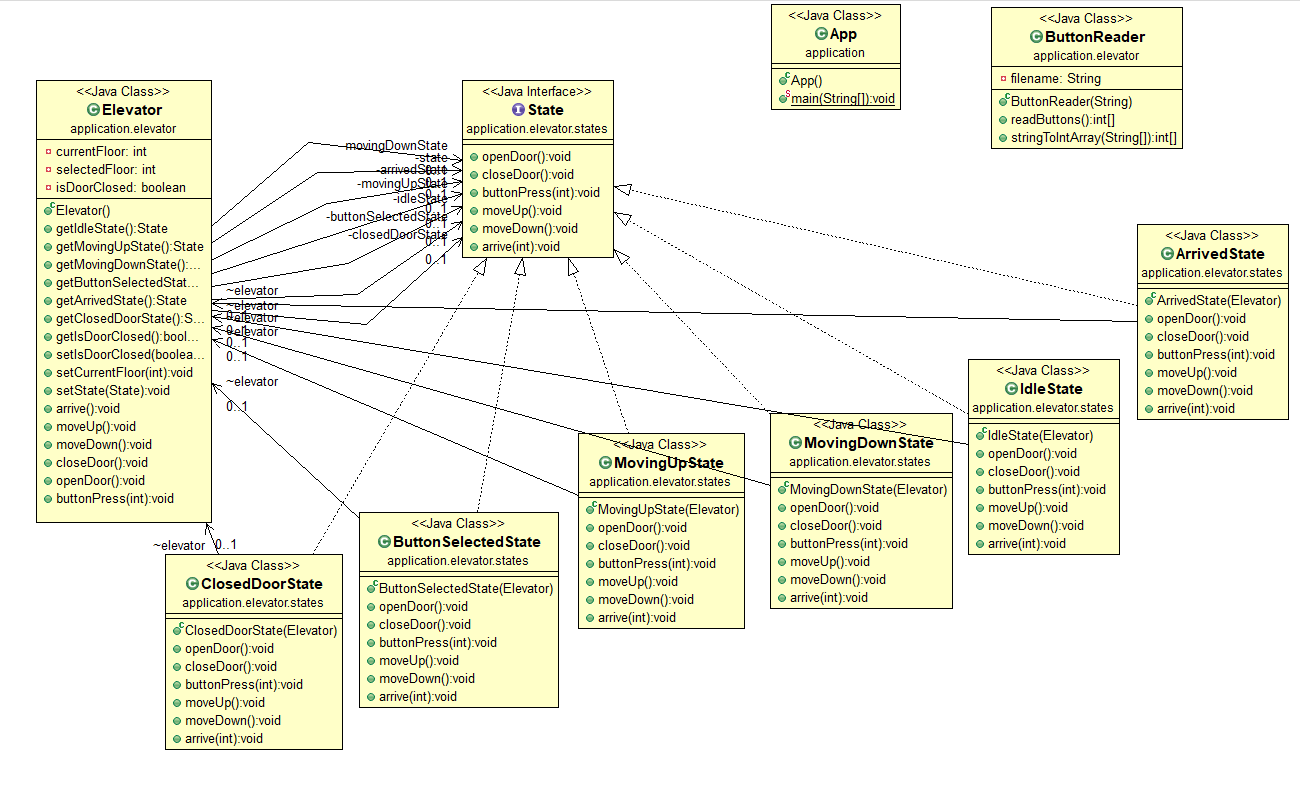 <<Java Class>>
App
application
App()
main(String[]):void
<<Java Class>>
ButtonReader
application.elevator
filename: String
ButtonReader(String)
readButtons():int[]
stringToIntArray(String[]):int[]
<<Java Class>>
Elevator
application.elevator
currentFloor: int
selectedFloor: int
isDoorClosed: boolean
Elevator()
getIdleState():State
getMovingUpState():State
getMovingDownState():...
getButtonSelectedStat...
getArrivedState():State
getClosedDoorState():S...
getIsDoorClosed():bool...
setIsDoorClosed(boolea...
setCurrentFloor(int):void
setState(State):void
arrive():void
moveUp():void
moveDown():void
closeDoor():void
openDoor():void
buttonPress(int):void
<<Java Interface>>
State
application.elevator.states
openDoor():void
closeDoor():void
buttonPress(int):void
moveUp():void
moveDown():void
arrive(int):void
-movingDownState
-state
-arrivedState
0..1
-movingUpState
0..1
-idleState
0..1
-buttonSelectedState
0..1
-closedDoorState
0..1
0..1
~elevator
~elevator
0..1
~elevator
0..1
~elevator
0..1
0..1
~elevator
0..1
~elevator
0..1
<<Java Class>>
ArrivedState
application.elevator.states
ArrivedState(Elevator)
openDoor():void
closeDoor():void
buttonPress(int):void
moveUp():void
moveDown():void
arrive(int):void
<<Java Class>>
IdleState
application.elevator.states
IdleState(Elevator)
openDoor():void
closeDoor():void
buttonPress(int):void
moveUp():void
moveDown():void
arrive(int):void
<<Java Class>>
MovingDownState
application.elevator.states
MovingDownState(Elevator)
openDoor():void
closeDoor():void
buttonPress(int):void
moveUp():void
moveDown():void
arrive(int):void
<<Java Class>>
MovingUpState
application.elevator.states
MovingUpState(Elevator)
openDoor():void
closeDoor():void
buttonPress(int):void
moveUp():void
moveDown():void
arrive(int):void
<<Java Class>>
ButtonSelectedState
application.elevator.states
ButtonSelectedState(Elevator)
openDoor():void
closeDoor():void
buttonPress(int):void
moveUp():void
moveDown():void
arrive(int):void
<<Java Class>>
ClosedDoorState
application.elevator.states
ClosedDoorState(Elevator)
openDoor():void
closeDoor():void
buttonPress(int):void
moveUp():void
moveDown():void
arrive(int):void